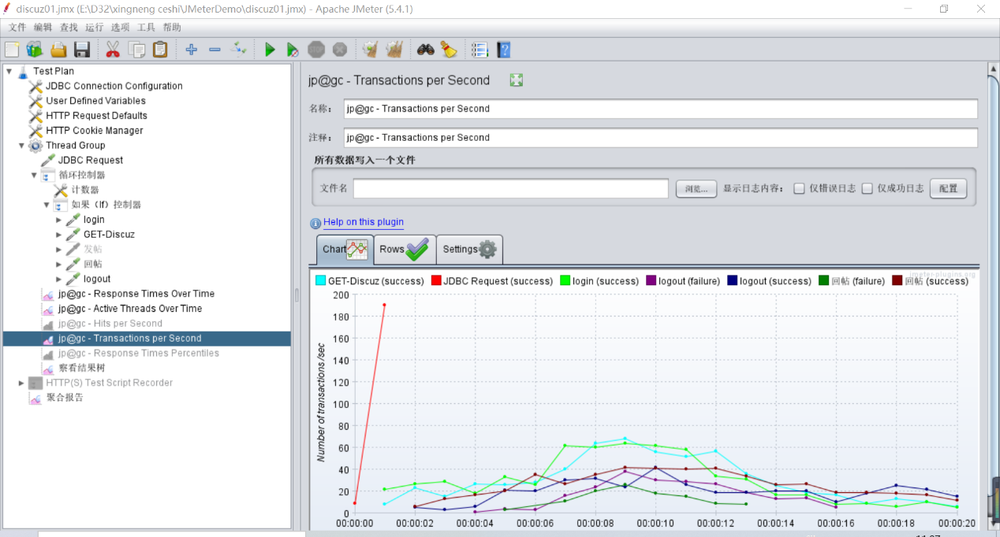 discuz01.jmx (E:\D32\xingneng ceshi\JMeterDemo\discuz01.jmx) - Apache JMeter (5.4.1)
文件 编辑 查找 运行 选项 工具 帮助
Test Plan
JDBC Connection Configuration
User Defined Variables
HTTP Request Defaults
HTTP Cookie Manager
Thread Group
JDBC Request
循环控制器
计数器
如果（If）控制器
login
GET-Discuz
发帖
回帖
logout
jp@gc - Response Times Over Time
jp@gc - Active Threads Over Time
jp@gc - Hits per Second
jp@gc - Transactions per Second
jp@gc - Response Times Percentiles
察看结果树
HTTP(S) Test Script Recorder
聚合报告
jp@gc - Transactions per Second
名称： jp@gc - Transactions per Second
注释： jp@gc - Transactions per Second
所有数据写入一个文件
文件名 浏览... 显示日志内容： 仅错误日志 仅成功日志 配置
Help on this plugin
Chart Rows Settings
jmeter-plugins.org
GET-Discuz (success) JDBC Request (success) login (success) logout (failure) logout (success) 回帖 (failure) 回帖 (success)
Number of transactions /sec
200
180
160
140
120
100
80
60
40
20
0
00:00:00 00:00:02 00:00:04 00:00:06 00:00:08 00:00:10 00:00:12 00:00:14 00:00:16 00:00:18 00:00:20